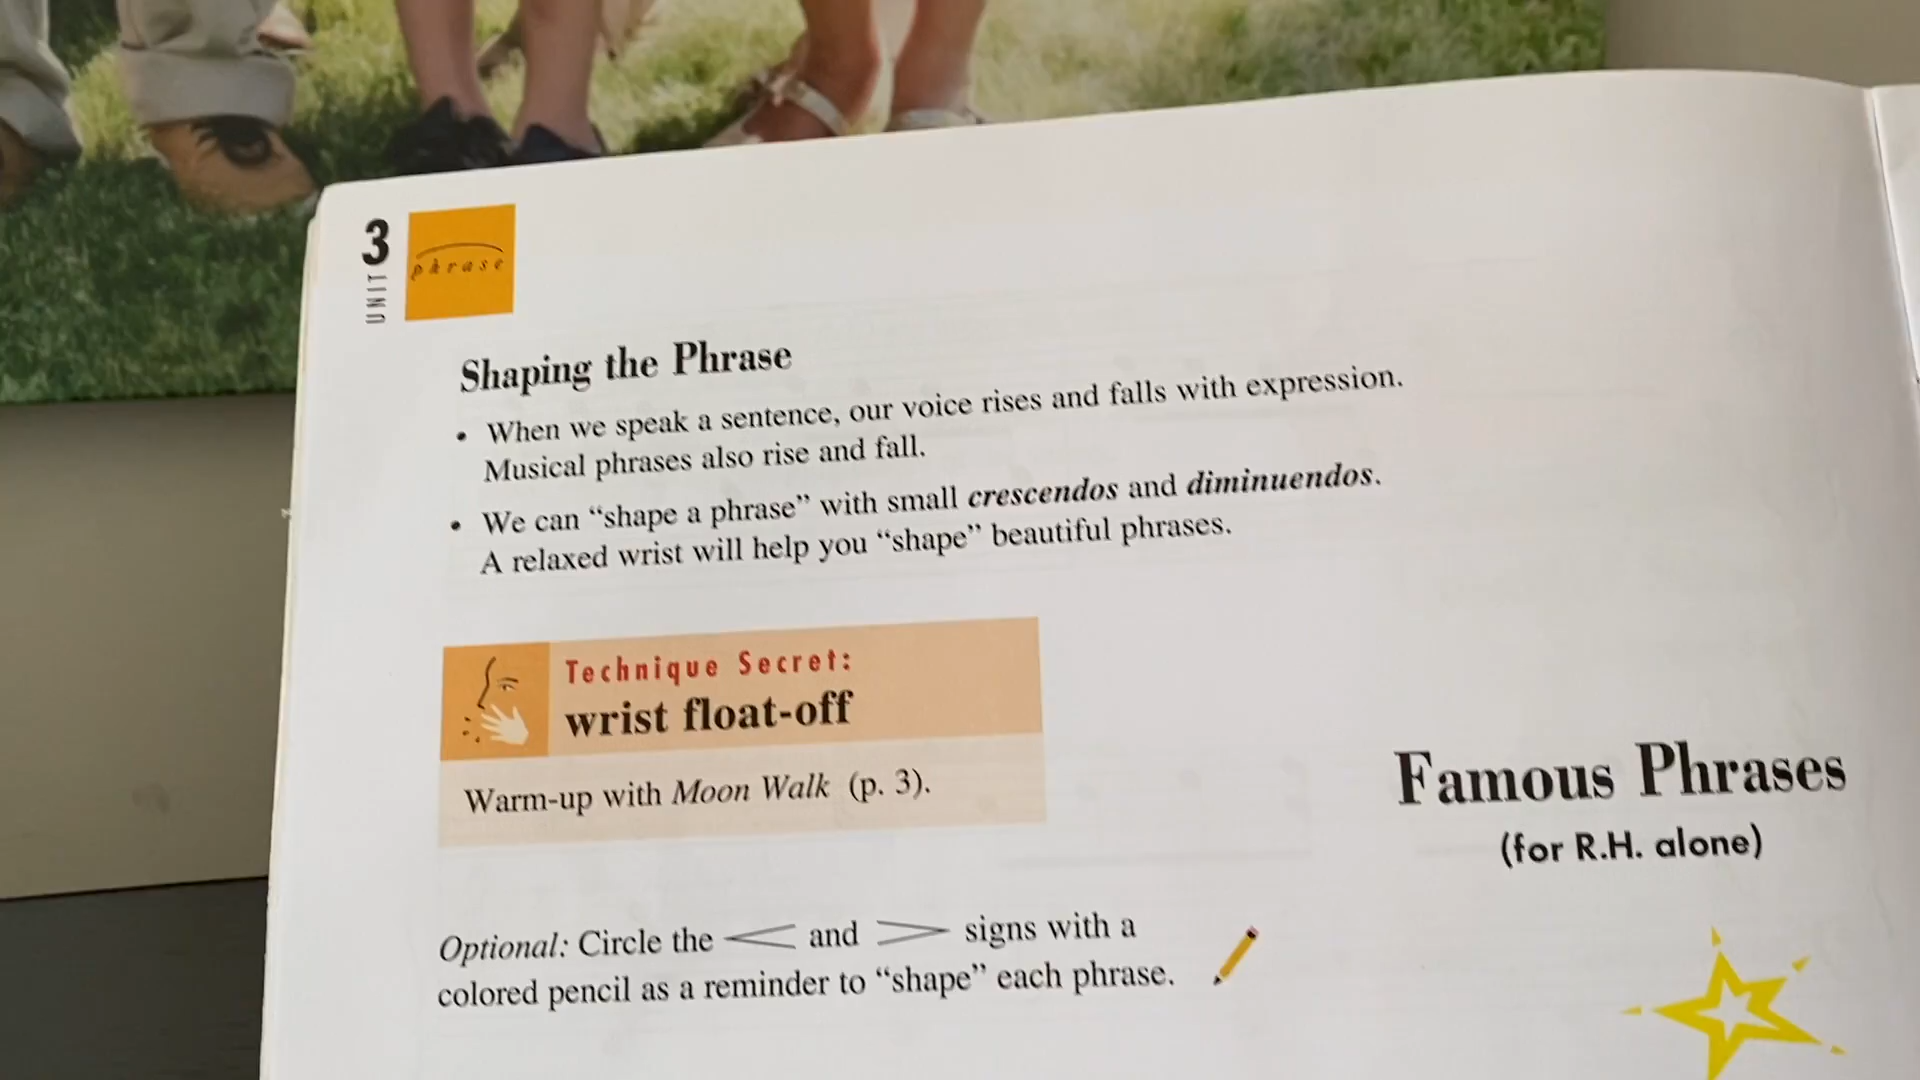 3
UNIT
phrase
Shaping the Phrase
• When we speak a sentence, our voice rises and falls with expression.
Musical phrases also rise and fall.
• We can “shape a phrase” with small crescendos and diminuendos.
A relaxed wrist will help you “shape” beautiful phrases.
Technique Secret:
wrist float-off
Warm-up with Moon Walk (p. 3).
Famous Phrases
(for R.H. alone)
Optional: Circle the < and > signs with a
colored pencil as a reminder to “shape” each phrase.